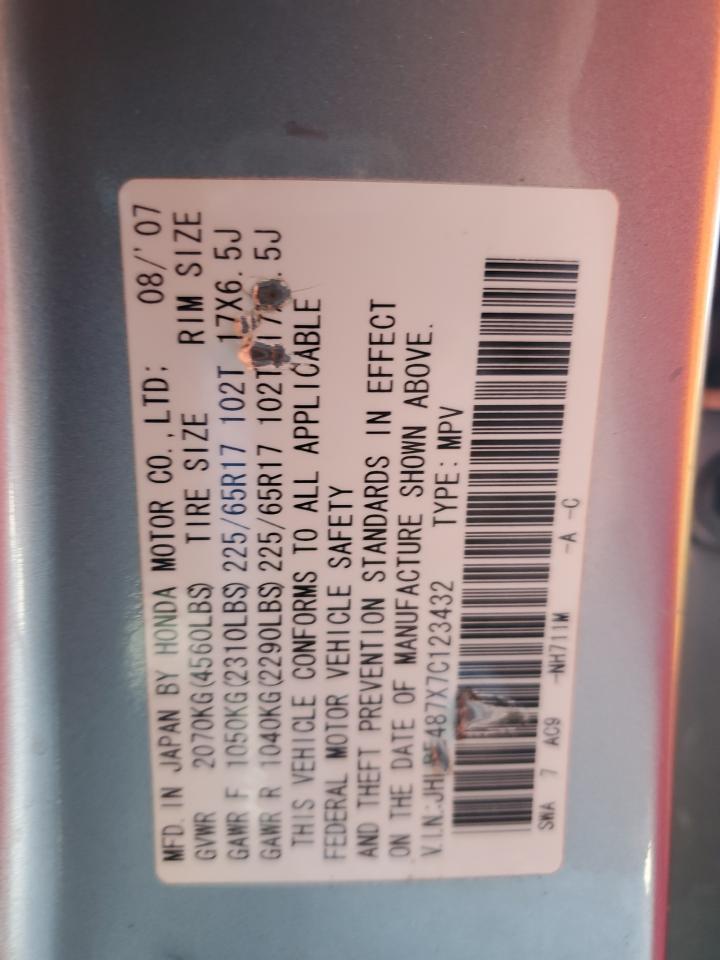 MFD. IN JAPAN BY HONDA MOTOR CO., LTD; 08/'07
GVWR 2070KG(4560LBS) TIRE SIZE RIM SIZE
GAWR F 1050KG(2310LBS) 225/65R17 102T 17X6.5J
GAWR R 1040KG(2290LBS) 225/65R17 102T
THIS VEHICLE CONFORMS TO ALL APPLICABLE
FEDERAL MOTOR VEHICLE SAFETY
AND THEFT PREVENTION STANDARDS IN EFFECT
ON THE DATE OF MANUFACTURE SHOWN ABOVE.
V.I.N.: TYPE: MPV
SWA 7 AC9 -NH711M -A -C